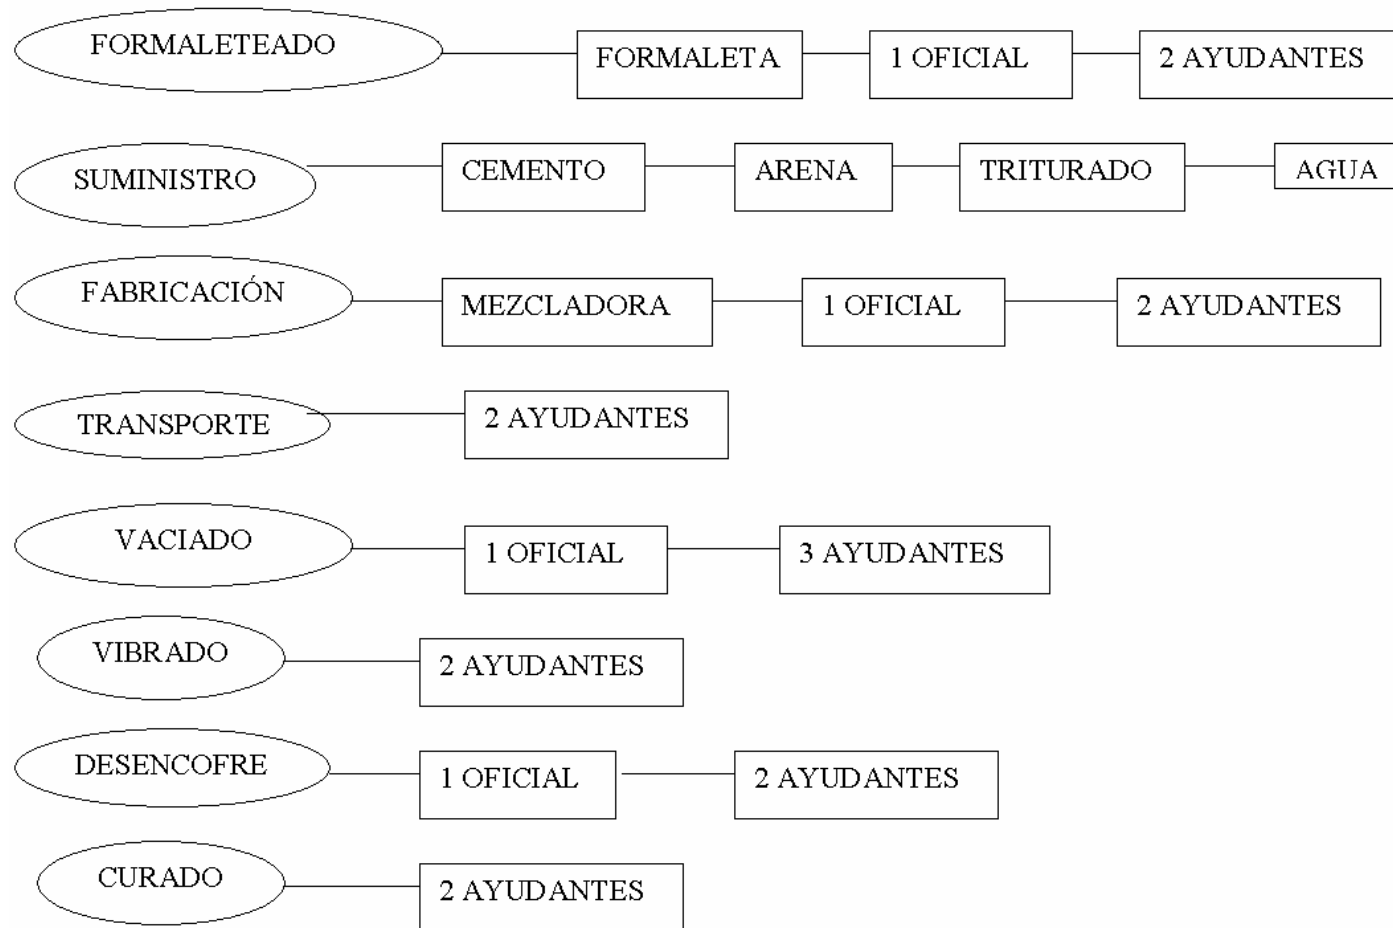 FORMALETEADO FORMALETA 1 OFICIAL 2 AYUDANTES
SUMINISTRO CEMENTO ARENA TRITURADO AGUA
FABRICACIÓN MEZCLADORA 1 OFICIAL 2 AYUDANTES
TRANSPORTE 2 AYUDANTES
VACIADO 1 OFICIAL 3 AYUDANTES
VIBRADO 2 AYUDANTES
DESENCOFRE 1 OFICIAL 2 AYUDANTES
CURADO 2 AYUDANTES